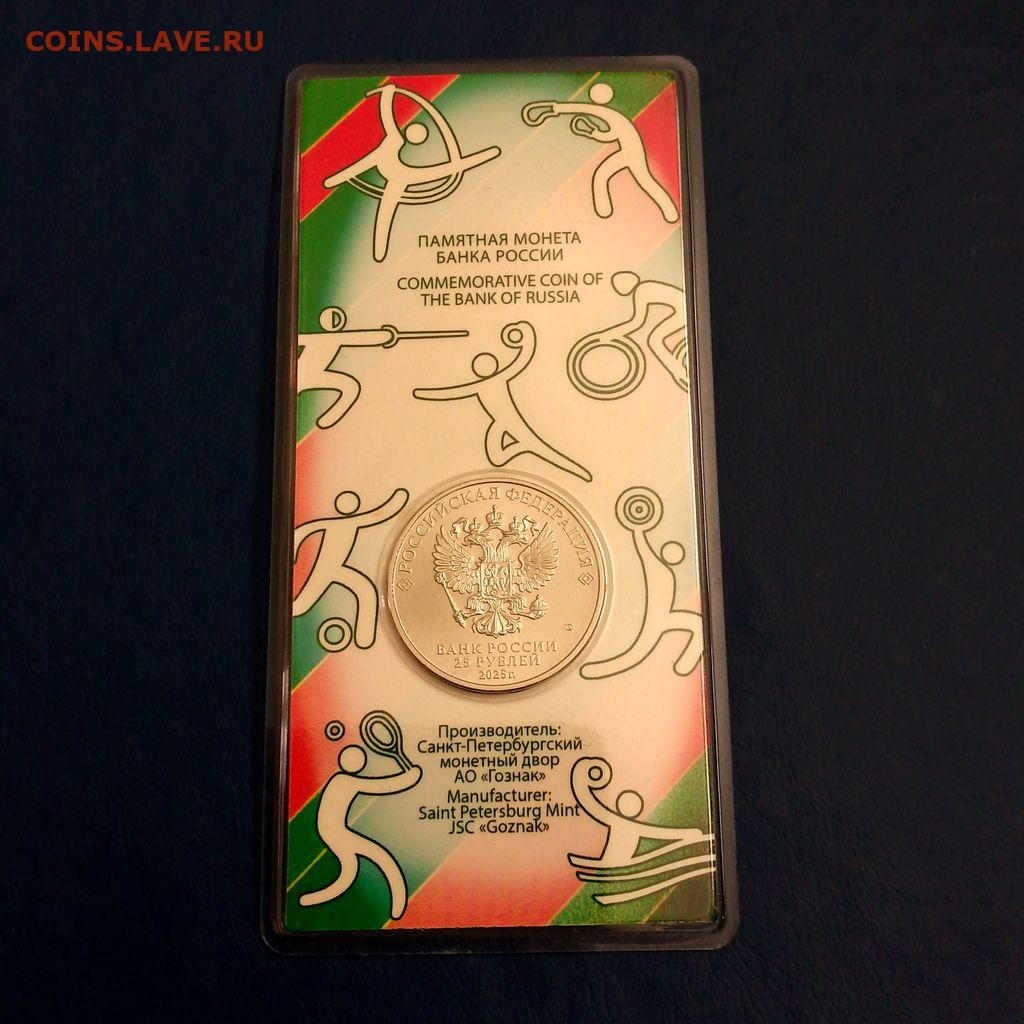 COINS.LAVE.RU
ПАМЯТНАЯ МОНЕТА
БАНКА РОССИИ
COMMEMORATIVE COIN OF
THE BANK OF RUSSIA
РОССИЙСКАЯ ФЕДЕРАЦИЯ
БАНК РОССИИ
25 РУБЛЕЙ
2025 г.
Производитель:
Санкт-Петербургский
монетный двор
АО «Гознак»
Manufacturer:
Saint Petersburg Mint
JSC «Goznak»